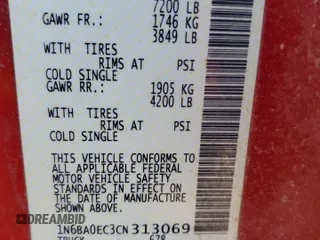 7200 LB
GAWR FR.: 1746 KG
3849 LB
WITH TIRES
RIMS AT PSI
COLD SINGLE
GAWR RR.: 1905 KG
4200 LB
WITH TIRES
RIMS AT PSI
COLD SINGLE
THIS VEHICLE CONFORMS TO
ALL APPLICABLE FEDERAL
MOTOR VEHICLE SAFETY
STANDARDS IN EFFECT ON
THE DATE OF MANUFACTURE
SHOWN ABOVE.
1N6BA0EC3CN313069
TRUCK 678
DREAMBID